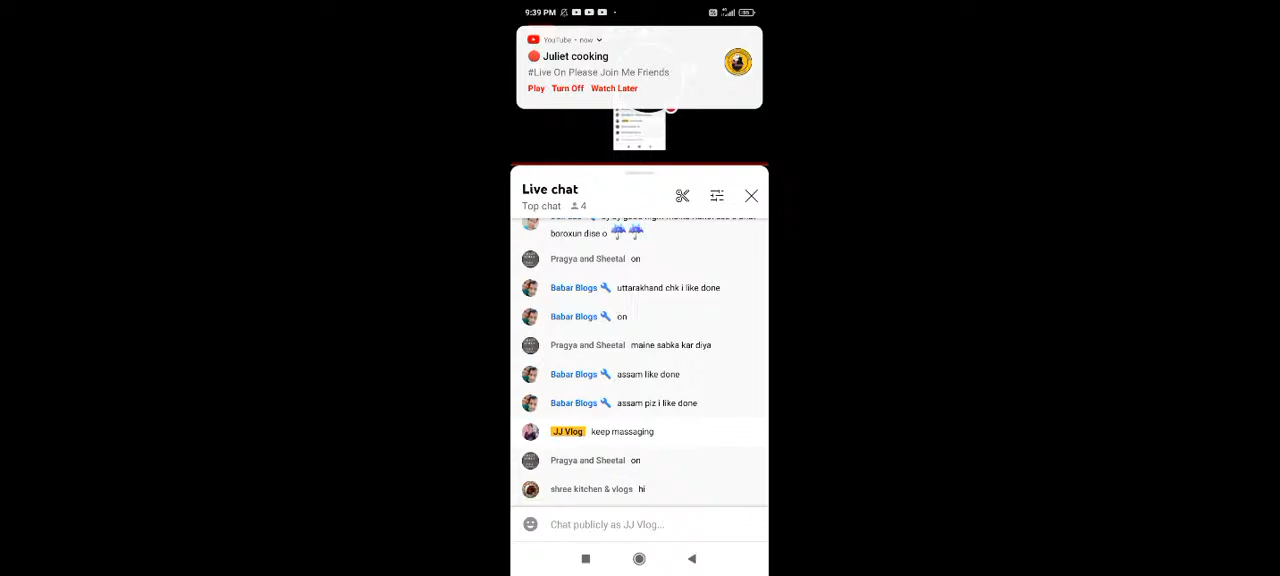 9:39 PM
YouTube • now
Juliet cooking
#Live On Please Join Me Friends
Play Turn Off Watch Later
Live chat
Top chat 4
boroxun dise o
Pragya and Sheetal on
Babar Blogs uttarakhand chk i like done
Babar Blogs on
Pragya and Sheetal maine sabka kar diya
Babar Blogs assam like done
Babar Blogs assam piz i like done
JJ Vlog keep massaging
Pragya and Sheetal on
shree kitchen & vlogs hi
Chat publicly as JJ Vlog...